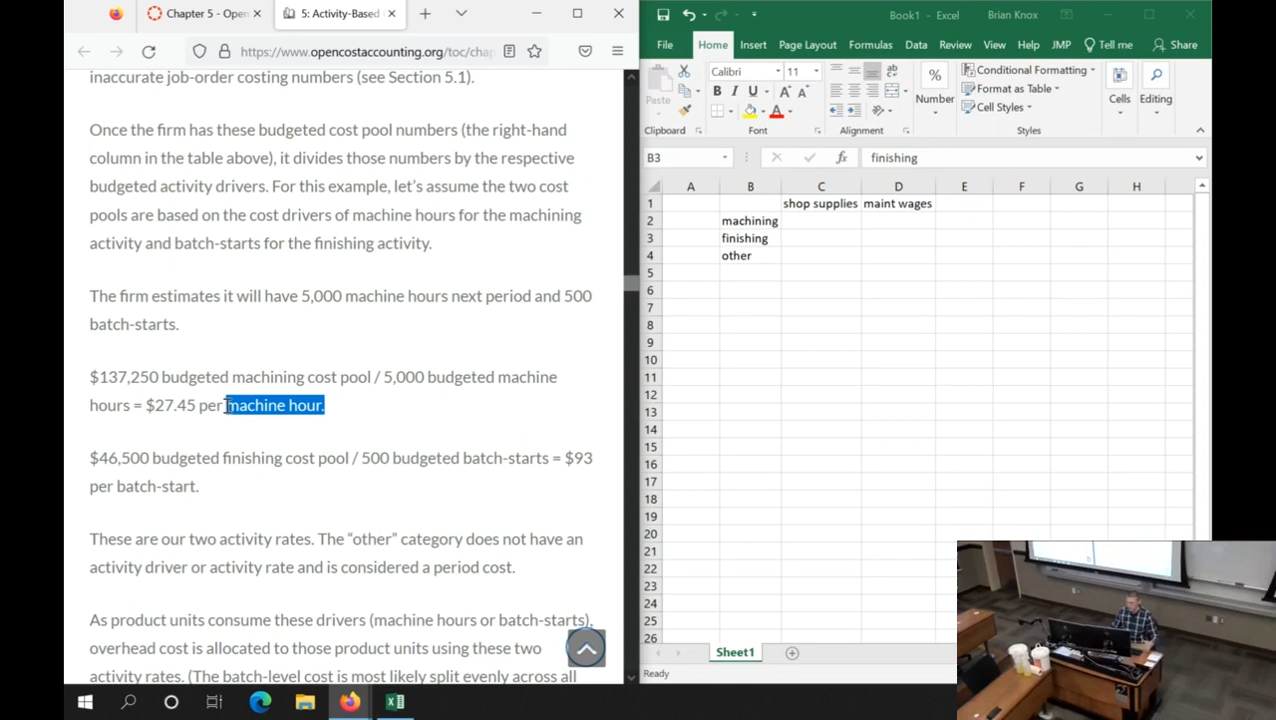 Chapter 5 - Open
5: Activity-Based
https://www.opencostaccounting.org/toc/chap
inaccurate job-order costing numbers (see Section 5.1).
Once the firm has these budgeted cost pool numbers (the right-hand
column in the table above), it divides those numbers by the respective
budgeted activity drivers. For this example, let's assume the two cost
pools are based on the cost drivers of machine hours for the machining
activity and batch-starts for the finishing activity.
The firm estimates it will have 5,000 machine hours next period and 500
batch-starts.
$137,250 budgeted machining cost pool / 5,000 budgeted machine
hours = $27.45 per machine hour.
$46,500 budgeted finishing cost pool / 500 budgeted batch-starts = $93
per batch-start.
These are our two activity rates. The “other” category does not have an
activity driver or activity rate and is considered a period cost.
As product units consume these drivers (machine hours or batch-starts),
overhead cost is allocated to those product units using these two
activity rates. (The batch-level cost is most likely split evenly across all
Book1 - Excel
Brian Knox
File Home Insert Page Layout Formulas Data Review View Help JMP Tell me Share
Calibri 11
Paste
B I U
A A
Number
Conditional Formatting
Format as Table
Cell Styles
Cells
Editing
Clipboard Font Alignment Styles
B3 fx finishing
A B C D E F G H
1 shop supplies maint wages
2 machining
3 finishing
4 other
5
6
7
8
9
10
11
12
13
14
15
16
17
18
19
20
21
22
23
24
25
26
Sheet1
Ready